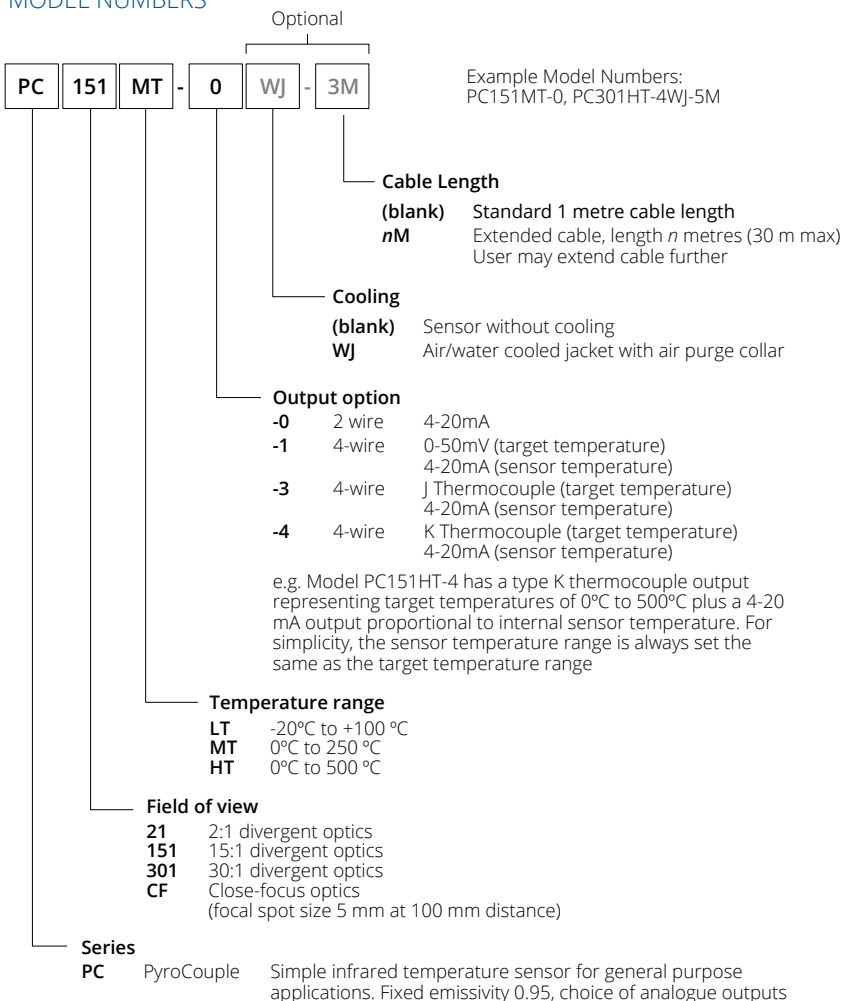 MODEL NUMBERS
Optional
PC 151 MT - 0 WJ - 3M
Example Model Numbers:
PC151MT-0, PC301HT-4WJ-5M
Cable Length
(blank) Standard 1 metre cable length
nM Extended cable, length n metres (30 m max)
User may extend cable further
Cooling
(blank) Sensor without cooling
WJ Air/water cooled jacket with air purge collar
Output option
-0 2 wire 4-20mA
-1 4-wire 0-50mV (target temperature)
4-20mA (sensor temperature)
-3 4-wire J Thermocouple (target temperature)
4-20mA (sensor temperature)
-4 4-wire K Thermocouple (target temperature)
4-20mA (sensor temperature)
e.g. Model PC151HT-4 has a type K thermocouple output
representing target temperatures of 0ºC to 500ºC plus a 4-20
mA output proportional to internal sensor temperature. For
simplicity, the sensor temperature range is always set the
same as the target temperature range
Temperature range
LT -20ºC to +100 ºC
MT 0ºC to 250 ºC
HT 0ºC to 500 ºC
Field of view
21 2:1 divergent optics
151 15:1 divergent optics
301 30:1 divergent optics
CF Close-focus optics
(focal spot size 5 mm at 100 mm distance)
Series
PC PyroCouple Simple infrared temperature sensor for general purpose
applications. Fixed emissivity 0.95, choice of analogue outputs